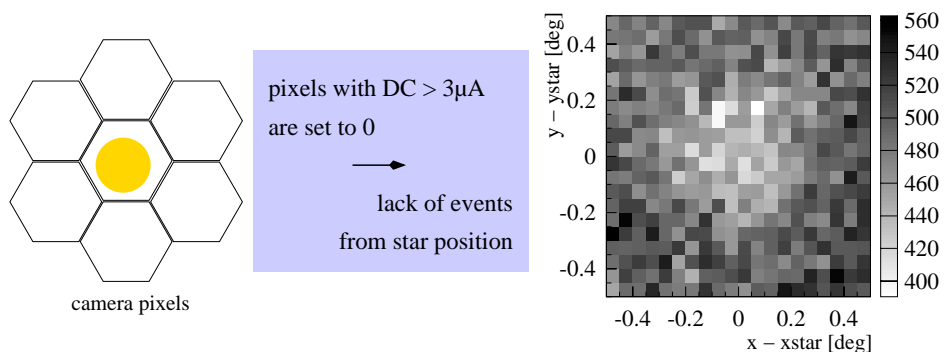 pixels with DC > 3μA
are set to 0
lack of events
from star position
camera pixels
y – ystar [deg]
0.4
0.2
0
-0.2
-0.4
-0.4
-0.2
0
0.2
0.4
x – xstar [deg]
560
540
520
500
480
460
440
420
400